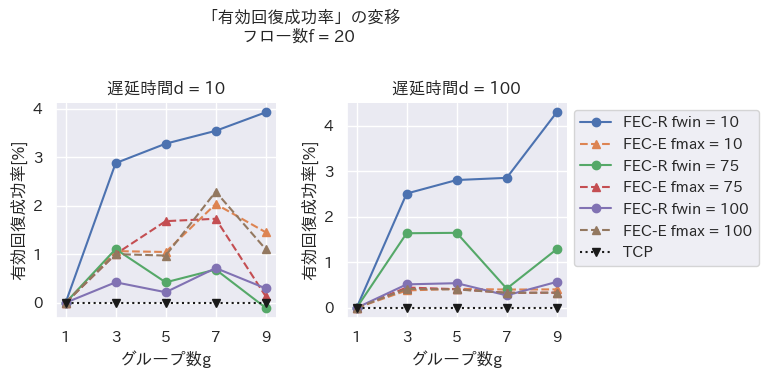 「有効回復成功率」の変移
フロー数f = 20
遅延時間d = 10
有効回復成功率[%]
4
3
2
1
0
1 3 5 7 9
グループ数g
遅延時間d = 100
有効回復成功率[%]
4
3
2
1
0
1 3 5 7 9
グループ数g
FEC-R fwin = 10
FEC-E fmax = 10
FEC-R fwin = 75
FEC-E fmax = 75
FEC-R fwin = 100
FEC-E fmax = 100
TCP